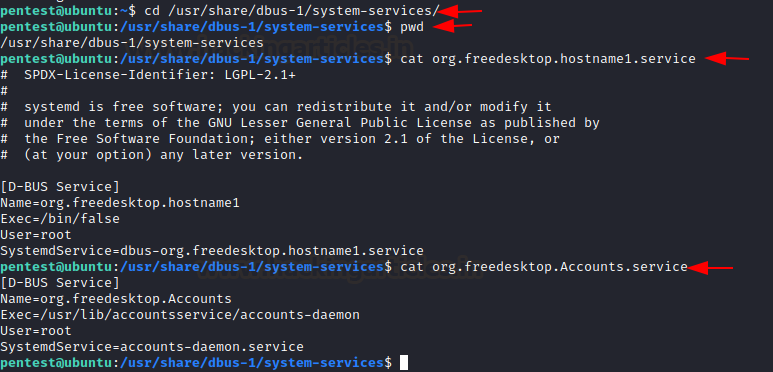 pentest@ubuntu:~$ cd /usr/share/dbus-1/system-services/
pentest@ubuntu:/usr/share/dbus-1/system-services$ pwd
/usr/share/dbus-1/system-services
pentest@ubuntu:/usr/share/dbus-1/system-services$ cat org.freedesktop.hostname1.service
#  SPDX-License-Identifier: LGPL-2.1+
#
#  systemd is free software; you can redistribute it and/or modify it
#  under the terms of the GNU Lesser General Public License as published by
#  the Free Software Foundation; either version 2.1 of the License, or
#  (at your option) any later version.
[D-BUS Service]
Name=org.freedesktop.hostname1
Exec=/bin/false
User=root
SystemdService=dbus-org.freedesktop.hostname1.service
pentest@ubuntu:/usr/share/dbus-1/system-services$ cat org.freedesktop.Accounts.service
[D-BUS Service]
Name=org.freedesktop.Accounts
Exec=/usr/lib/accountsservice/accounts-daemon
User=root
SystemdService=accounts-daemon.service
pentest@ubuntu:/usr/share/dbus-1/system-services$